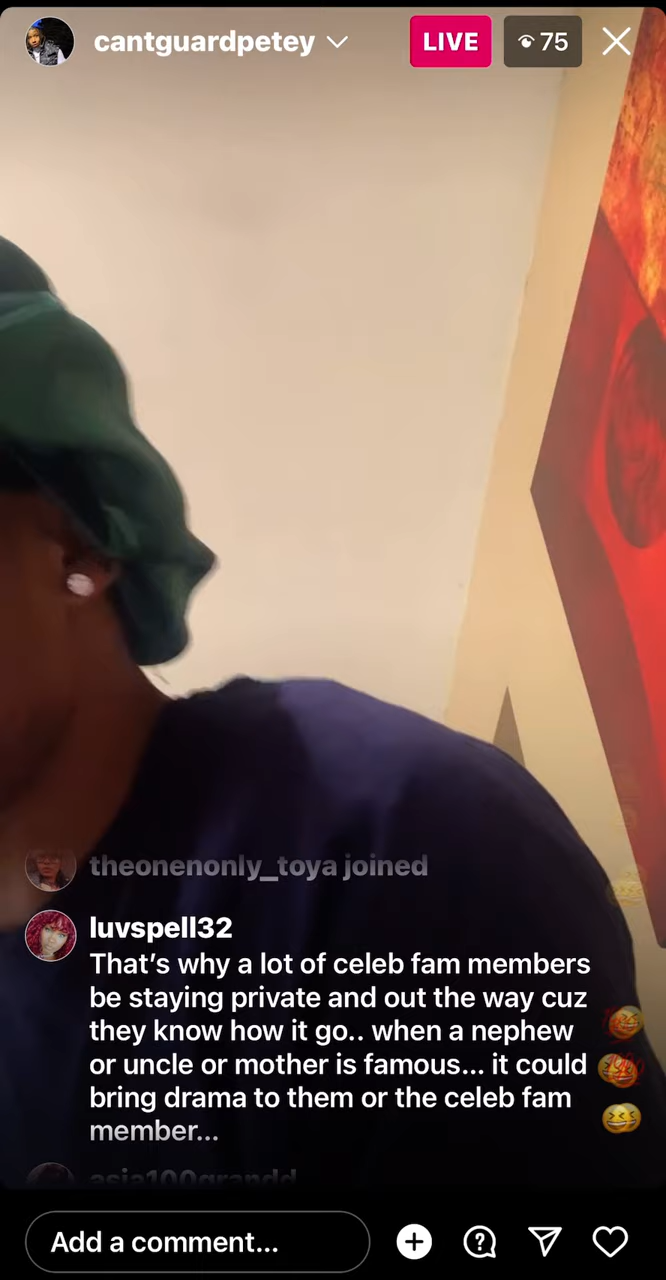 cantguardpetey
LIVE
75
theonenonly_toya joined
luvspell32
That’s why a lot of celeb fam members
be staying private and out the way cuz
they know how it go.. when a nephew
or uncle or mother is famous... it could
bring drama to them or the celeb fam
member...
asia100grandd
Add a comment...